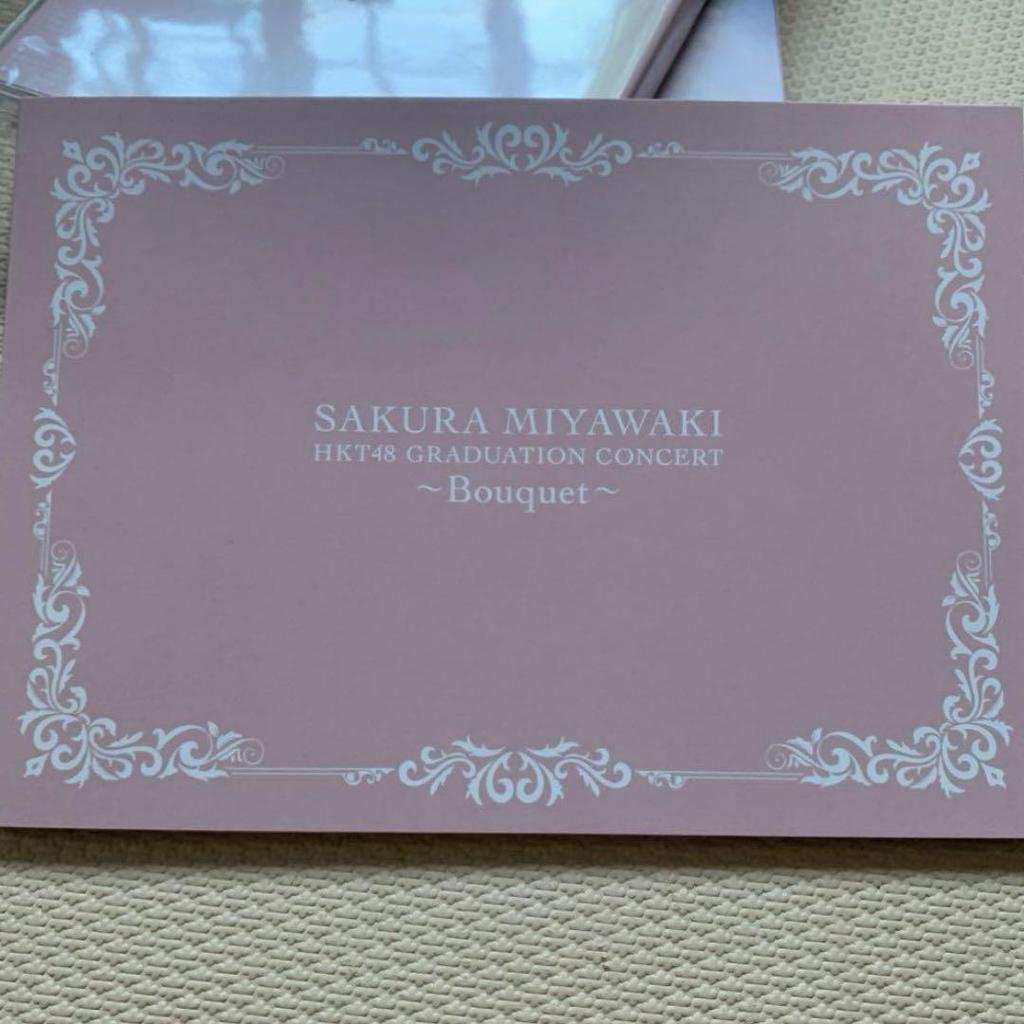 SAKURA MIYAWAKI
HKT48 GRADUATION CONCERT
~Bouquet~